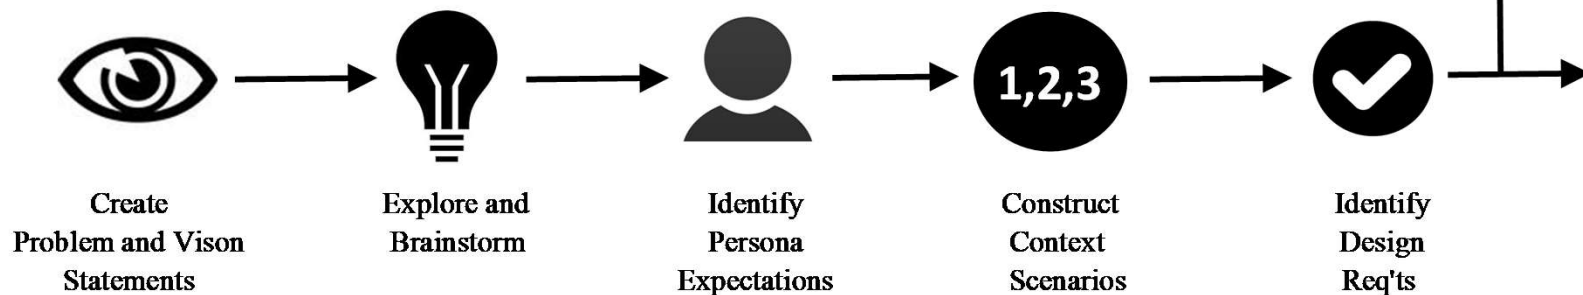 1,2,3
Create
Problem and Vison
Statements
Explore and
Brainstorm
Identify
Persona
Expectations
Construct
Context
Scenarios
Identify
Design
Req'ts